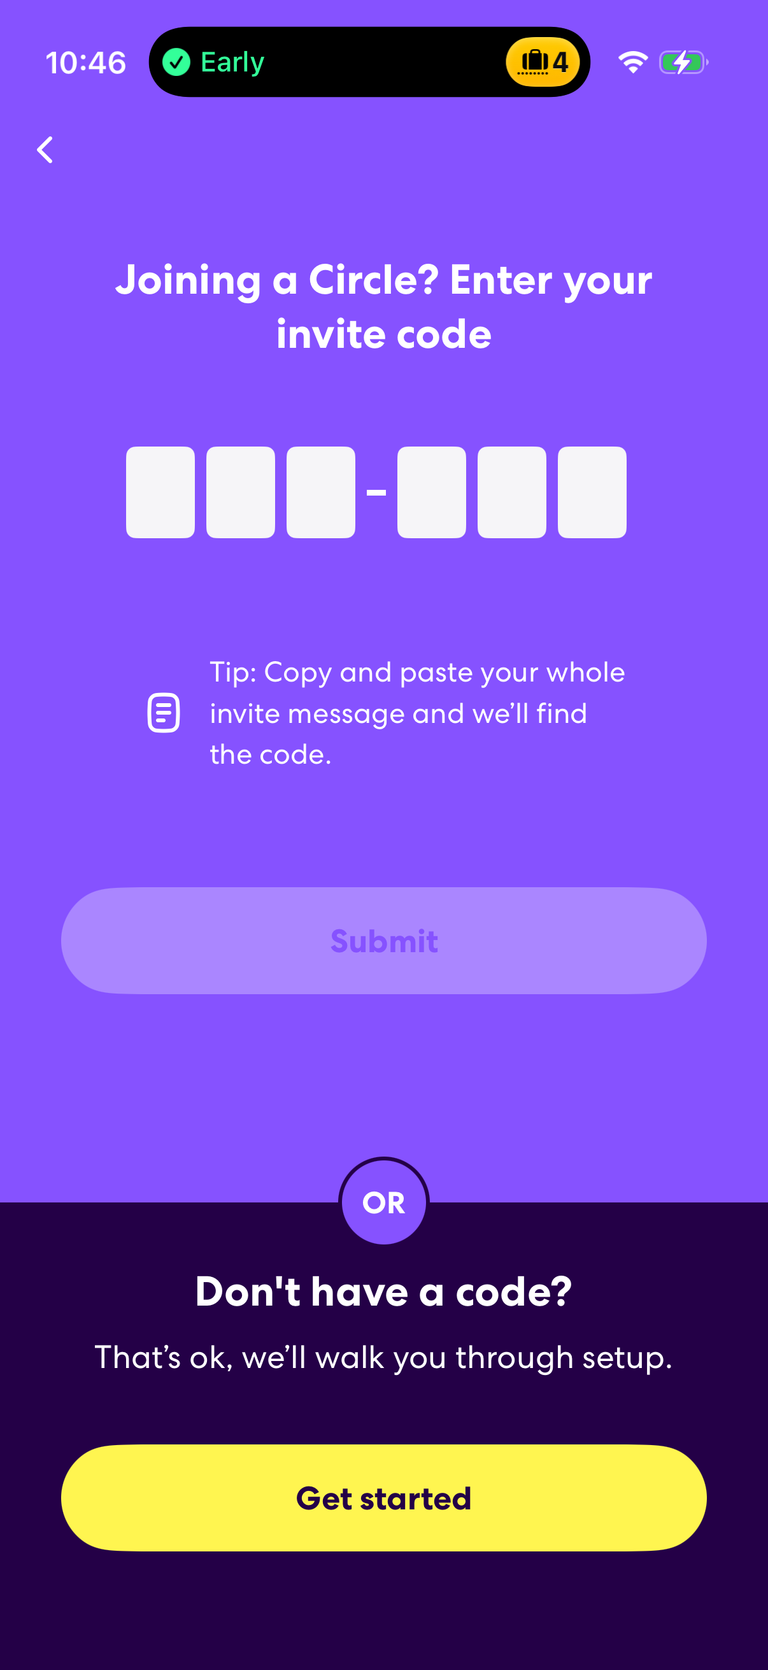 10:46
Early
4
Joining a Circle? Enter your
invite code
-
Tip: Copy and paste your whole
invite message and we’ll find
the code.
Submit
OR
Don't have a code?
That’s ok, we’ll walk you through setup.
Get started